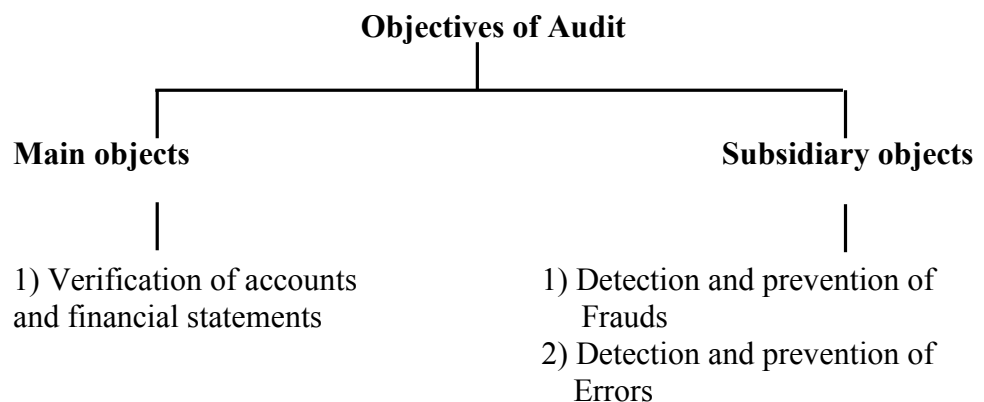 Objectives of Audit
Main objects
Subsidiary objects
1) Verification of accounts
and financial statements
1) Detection and prevention of
Frauds
2) Detection and prevention of
Errors